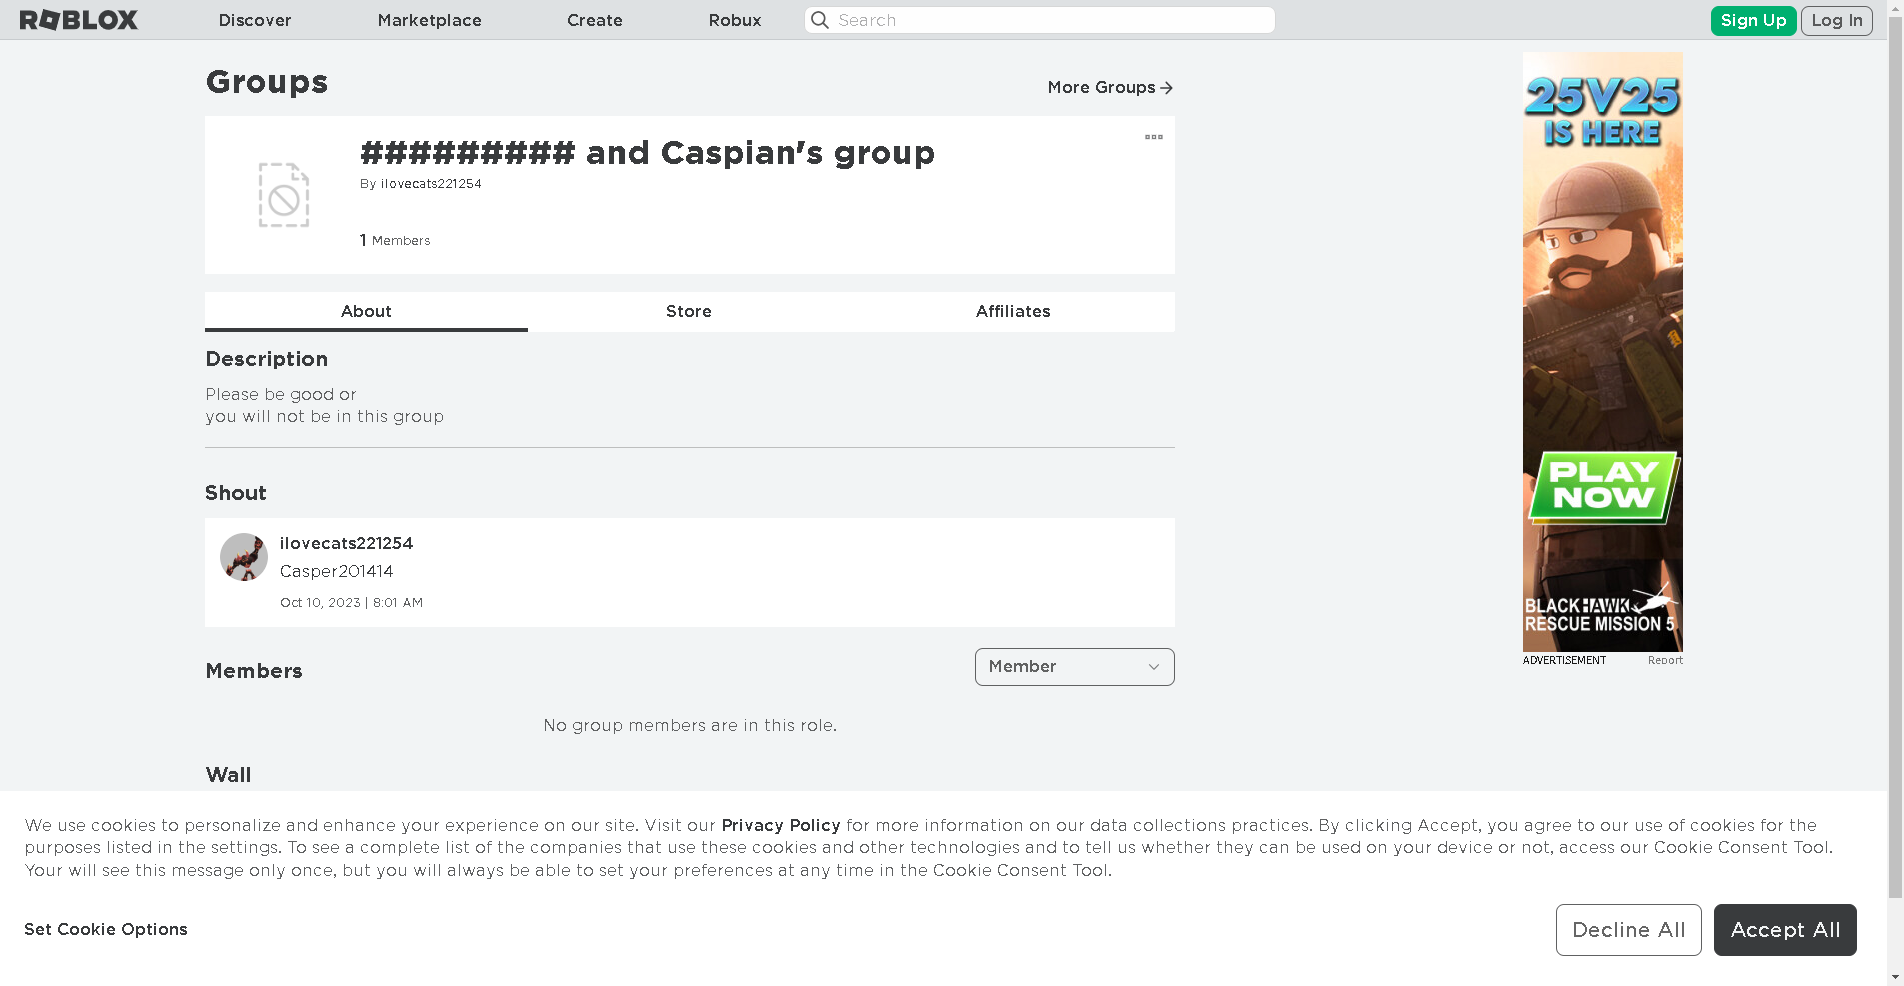 ROBLOX Discover Marketplace Create Robux Search Sign Up Log In
Groups
More Groups
######### and Caspian's group
By ilovecats221254
1 Members
About Store Affiliates
Description
Please be good or
you will not be in this group
Shout
ilovecats221254
Casper201414
Oct 10, 2023 | 8:01 AM
Members
Member
No group members are in this role.
Wall
25V25
IS HERE
PLAY
NOW
BLACKHAWK
RESCUE MISSION 5
ADVERTISEMENT Report
We use cookies to personalize and enhance your experience on our site. Visit our Privacy Policy for more information on our data collections practices. By clicking Accept, you agree to our use of cookies for the
purposes listed in the settings. To see a complete list of the companies that use these cookies and other technologies and to tell us whether they can be used on your device or not, access our Cookie Consent Tool.
Your will see this message only once, but you will always be able to set your preferences at any time in the Cookie Consent Tool.
Set Cookie Options
Decline All Accept All